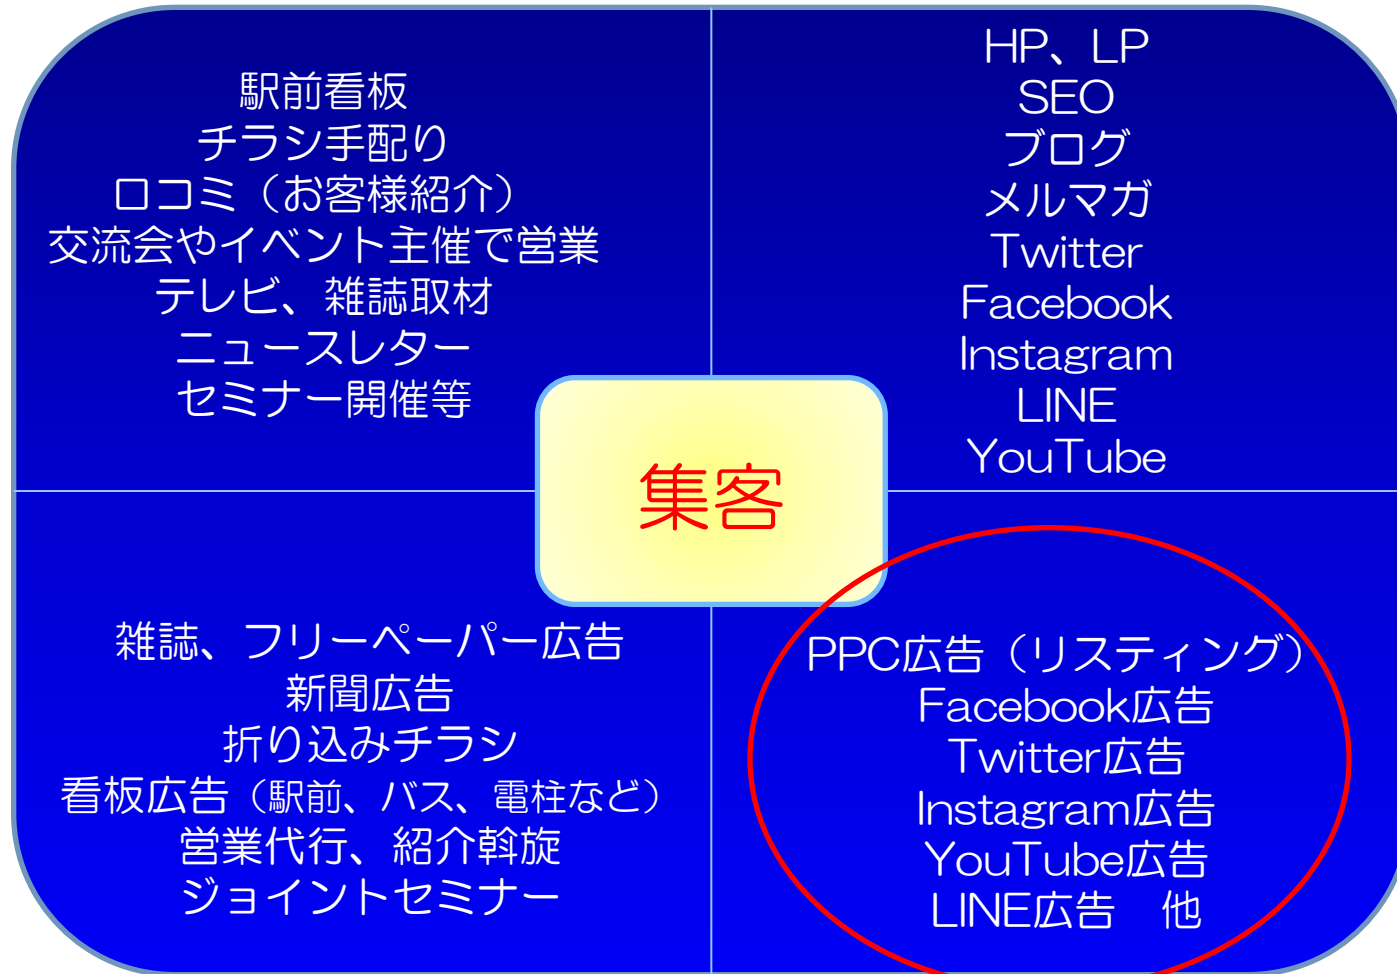 駅前看板
チラシ手配り
口コミ（お客様紹介）
交流会やイベント主催で営業
テレビ、雑誌取材
ニュースレター
セミナー開催等
HP、LP
SEO
ブログ
メルマガ
Twitter
Facebook
Instagram
LINE
YouTube
集客
雑誌、フリーペーパー広告
新聞広告
折り込みチラシ
看板広告（駅前、バス、電柱など）
営業代行、紹介斡旋
ジョイントセミナー
PPC広告（リスティング）
Facebook広告
Twitter広告
Instagram広告
YouTube広告
LINE広告　他